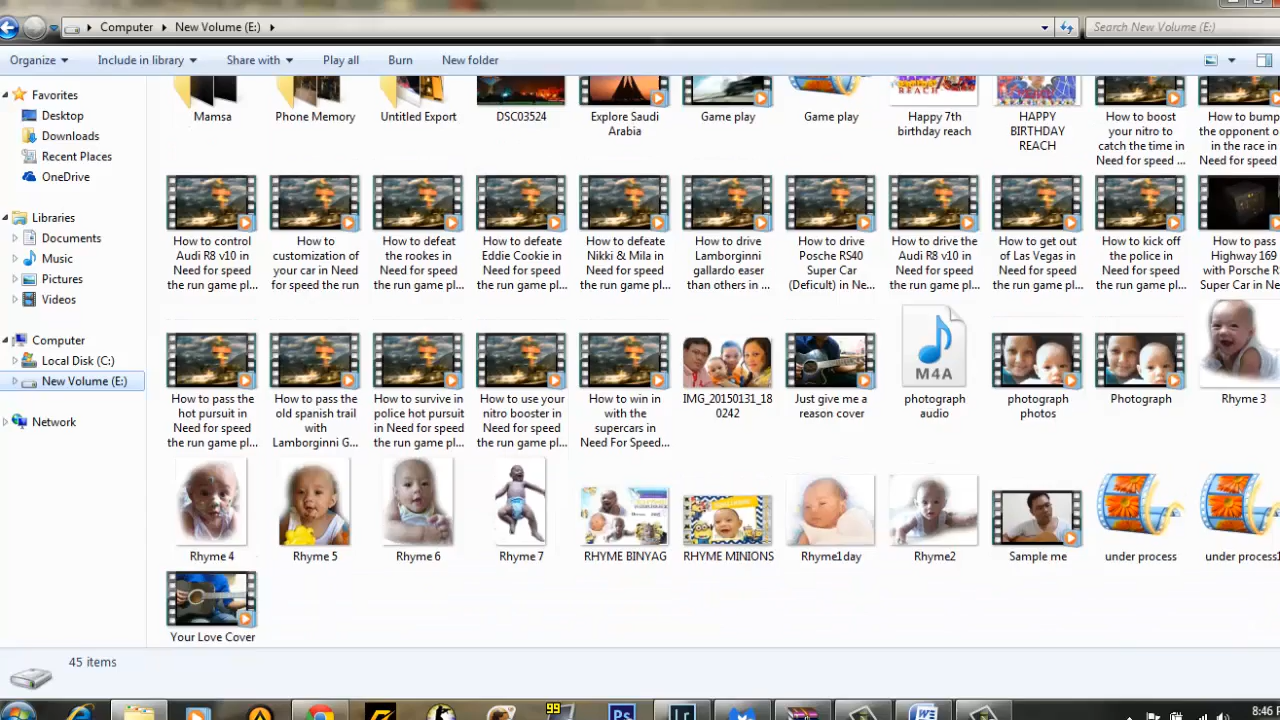 Computer New Volume (E:) Search New Volume (E:)
Organize Include in library Share with Play all Burn New folder
Favorites
Desktop
Downloads
Recent Places
OneDrive
Libraries
Documents
Music
Pictures
Videos
Computer
Local Disk (C:)
New Volume (E:)
Network
Mamsa
Phone Memory
Untitled Export
DSC03524
Explore Saudi
Arabia
Game play
Game play
Happy 7th
birthday reach
HAPPY
BIRTHDAY
REACH
How to boost
your nitro to
catch the time in
Need for speed ...
How to bump
the opponent o
in the race in
Need for speed
How to control
Audi R8 v10 in
Need for speed
the run game pl...
How to
customization of
your car in Need
for speed the run
How to defeat
the rookes in
Need for speed
the run game pl...
How to defeate
Eddie Cookie in
Need for speed
the run game pl...
How to defeate
Nikki & Mila in
Need for speed
the run game pl...
How to drive
Lamborginni
gallardo easer
than others in ...
How to drive
Posche RS40
Super Car
(Deficult) in Ne...
How to drive the
Audi R8 v10 in
Need for speed
the run game pl...
How to get out
of Las Vegas in
Need for speed
the run game pl...
How to kick off
the police in
Need for speed
the run game pl...
How to pass
Highway 169
with Porsche R
Super Car in Ne
How to pass the
hot pursuit in
Need for speed
the run game pl...
How to pass the
old spanish trail
with
Lamborginni G...
How to survive in
police hot pursuit
in Need for speed
the run game pl...
How to use your
nitro booster in
Need for speed
the run game pl...
How to win in
with the
supercars in
Need For Speed...
IMG_20150131_18
0242
Just give me a
reason cover
M4A
photograph
audio
photograph
photos
Photograph
Rhyme 3
Rhyme 4
Rhyme 5
Rhyme 6
Rhyme 7
RHYME BINYAG
RHYME MINIONS
Rhyme1day
Rhyme2
Sample me
under process
under process1
Your Love Cover
45 items
99
Ps
Lr
W
8:46 P